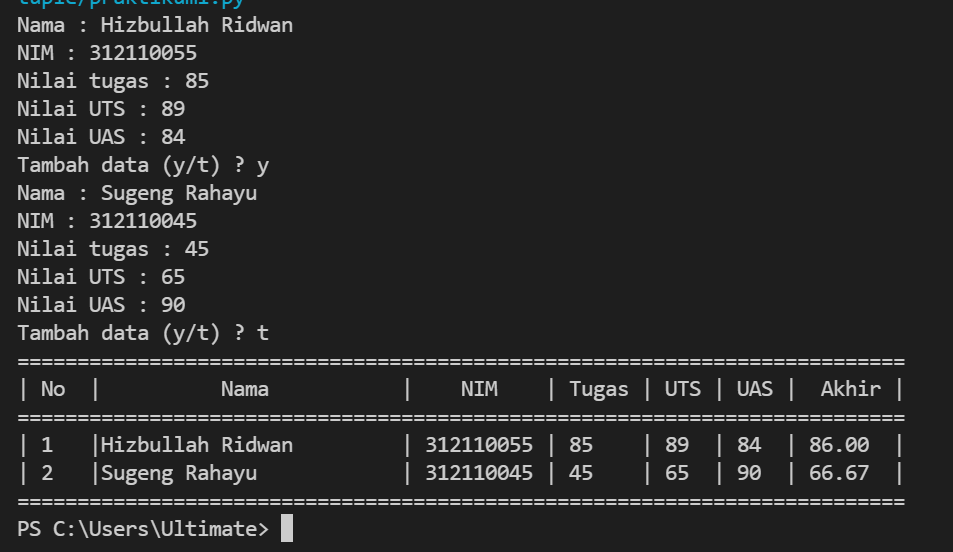 tuple/praktikum1.py
Nama : Hizbullah Ridwan
NIM : 312110055
Nilai tugas : 85
Nilai UTS : 89
Nilai UAS : 84
Tambah data (y/t) ? y
Nama : Sugeng Rahayu
NIM : 312110045
Nilai tugas : 45
Nilai UTS : 65
Nilai UAS : 90
Tambah data (y/t) ? t
==========================================================================
| No  |          Nama           |    NIM    | Tugas | UTS | UAS |  Akhir |
==========================================================================
| 1   |Hizbullah Ridwan         | 312110055 | 85    | 89  | 84  | 86.00  |
| 2   |Sugeng Rahayu            | 312110045 | 45    | 65  | 90  | 66.67  |
==========================================================================
PS C:\Users\Ultimate>